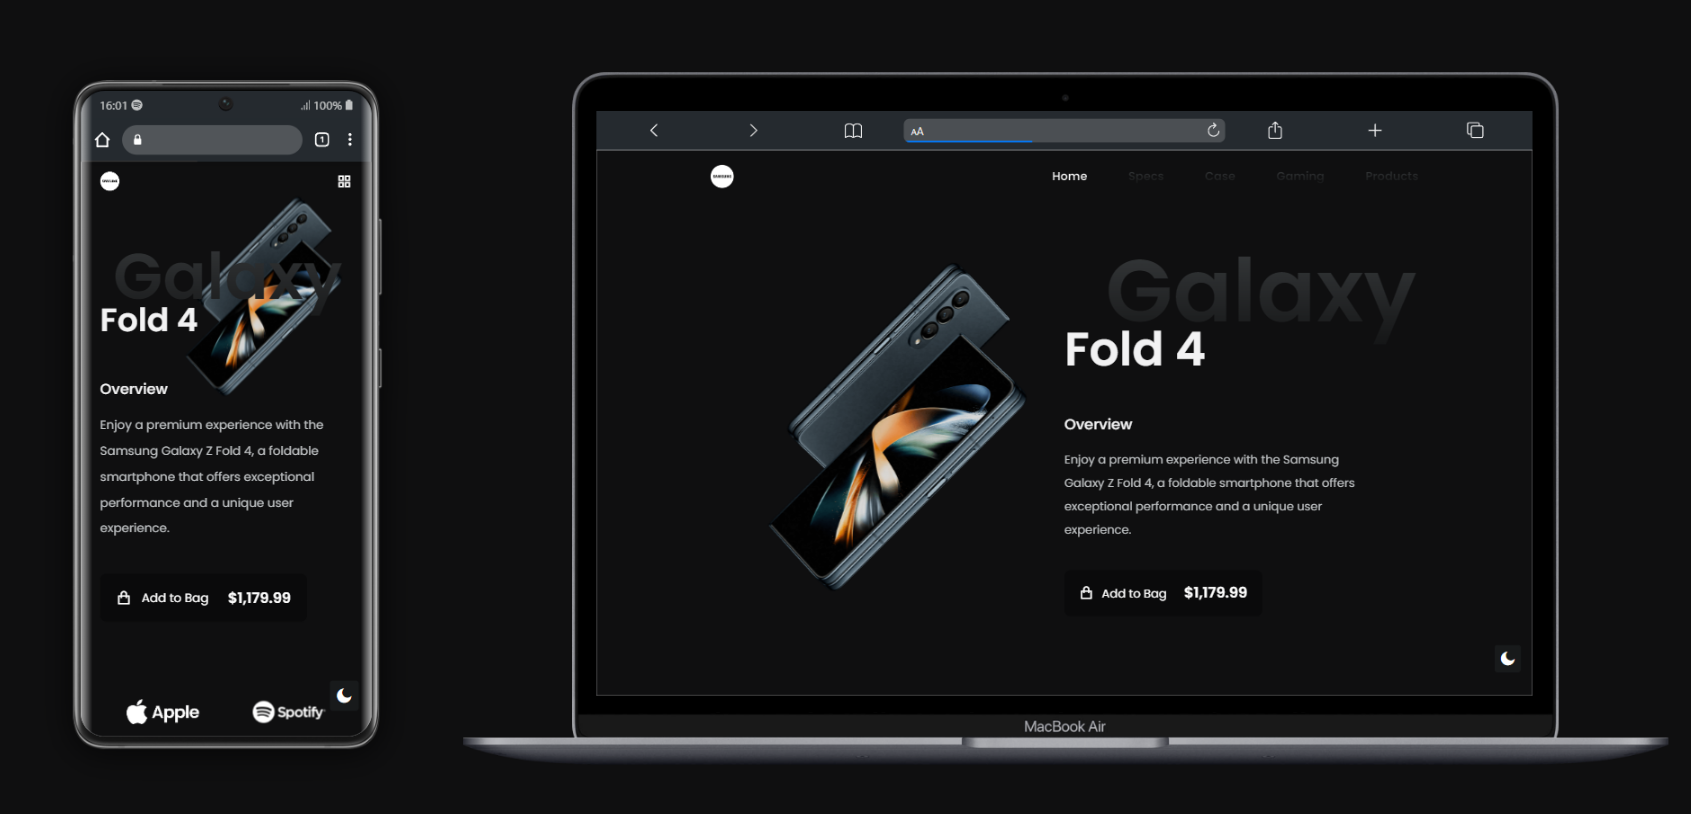 16:01
100%
1
SAMSUNG
Galaxy
Fold 4
Overview
Enjoy a premium experience with the
Samsung Galaxy Z Fold 4, a foldable
smartphone that offers exceptional
performance and a unique user
experience.
Add to Bag $1,179.99
Apple
Spotify
AA
SAMSUNG
Home Specs Case Gaming Products
Galaxy
Fold 4
Overview
Enjoy a premium experience with the Samsung
Galaxy Z Fold 4, a foldable smartphone that offers
exceptional performance and a unique user
experience.
Add to Bag $1,179.99
MacBook Air